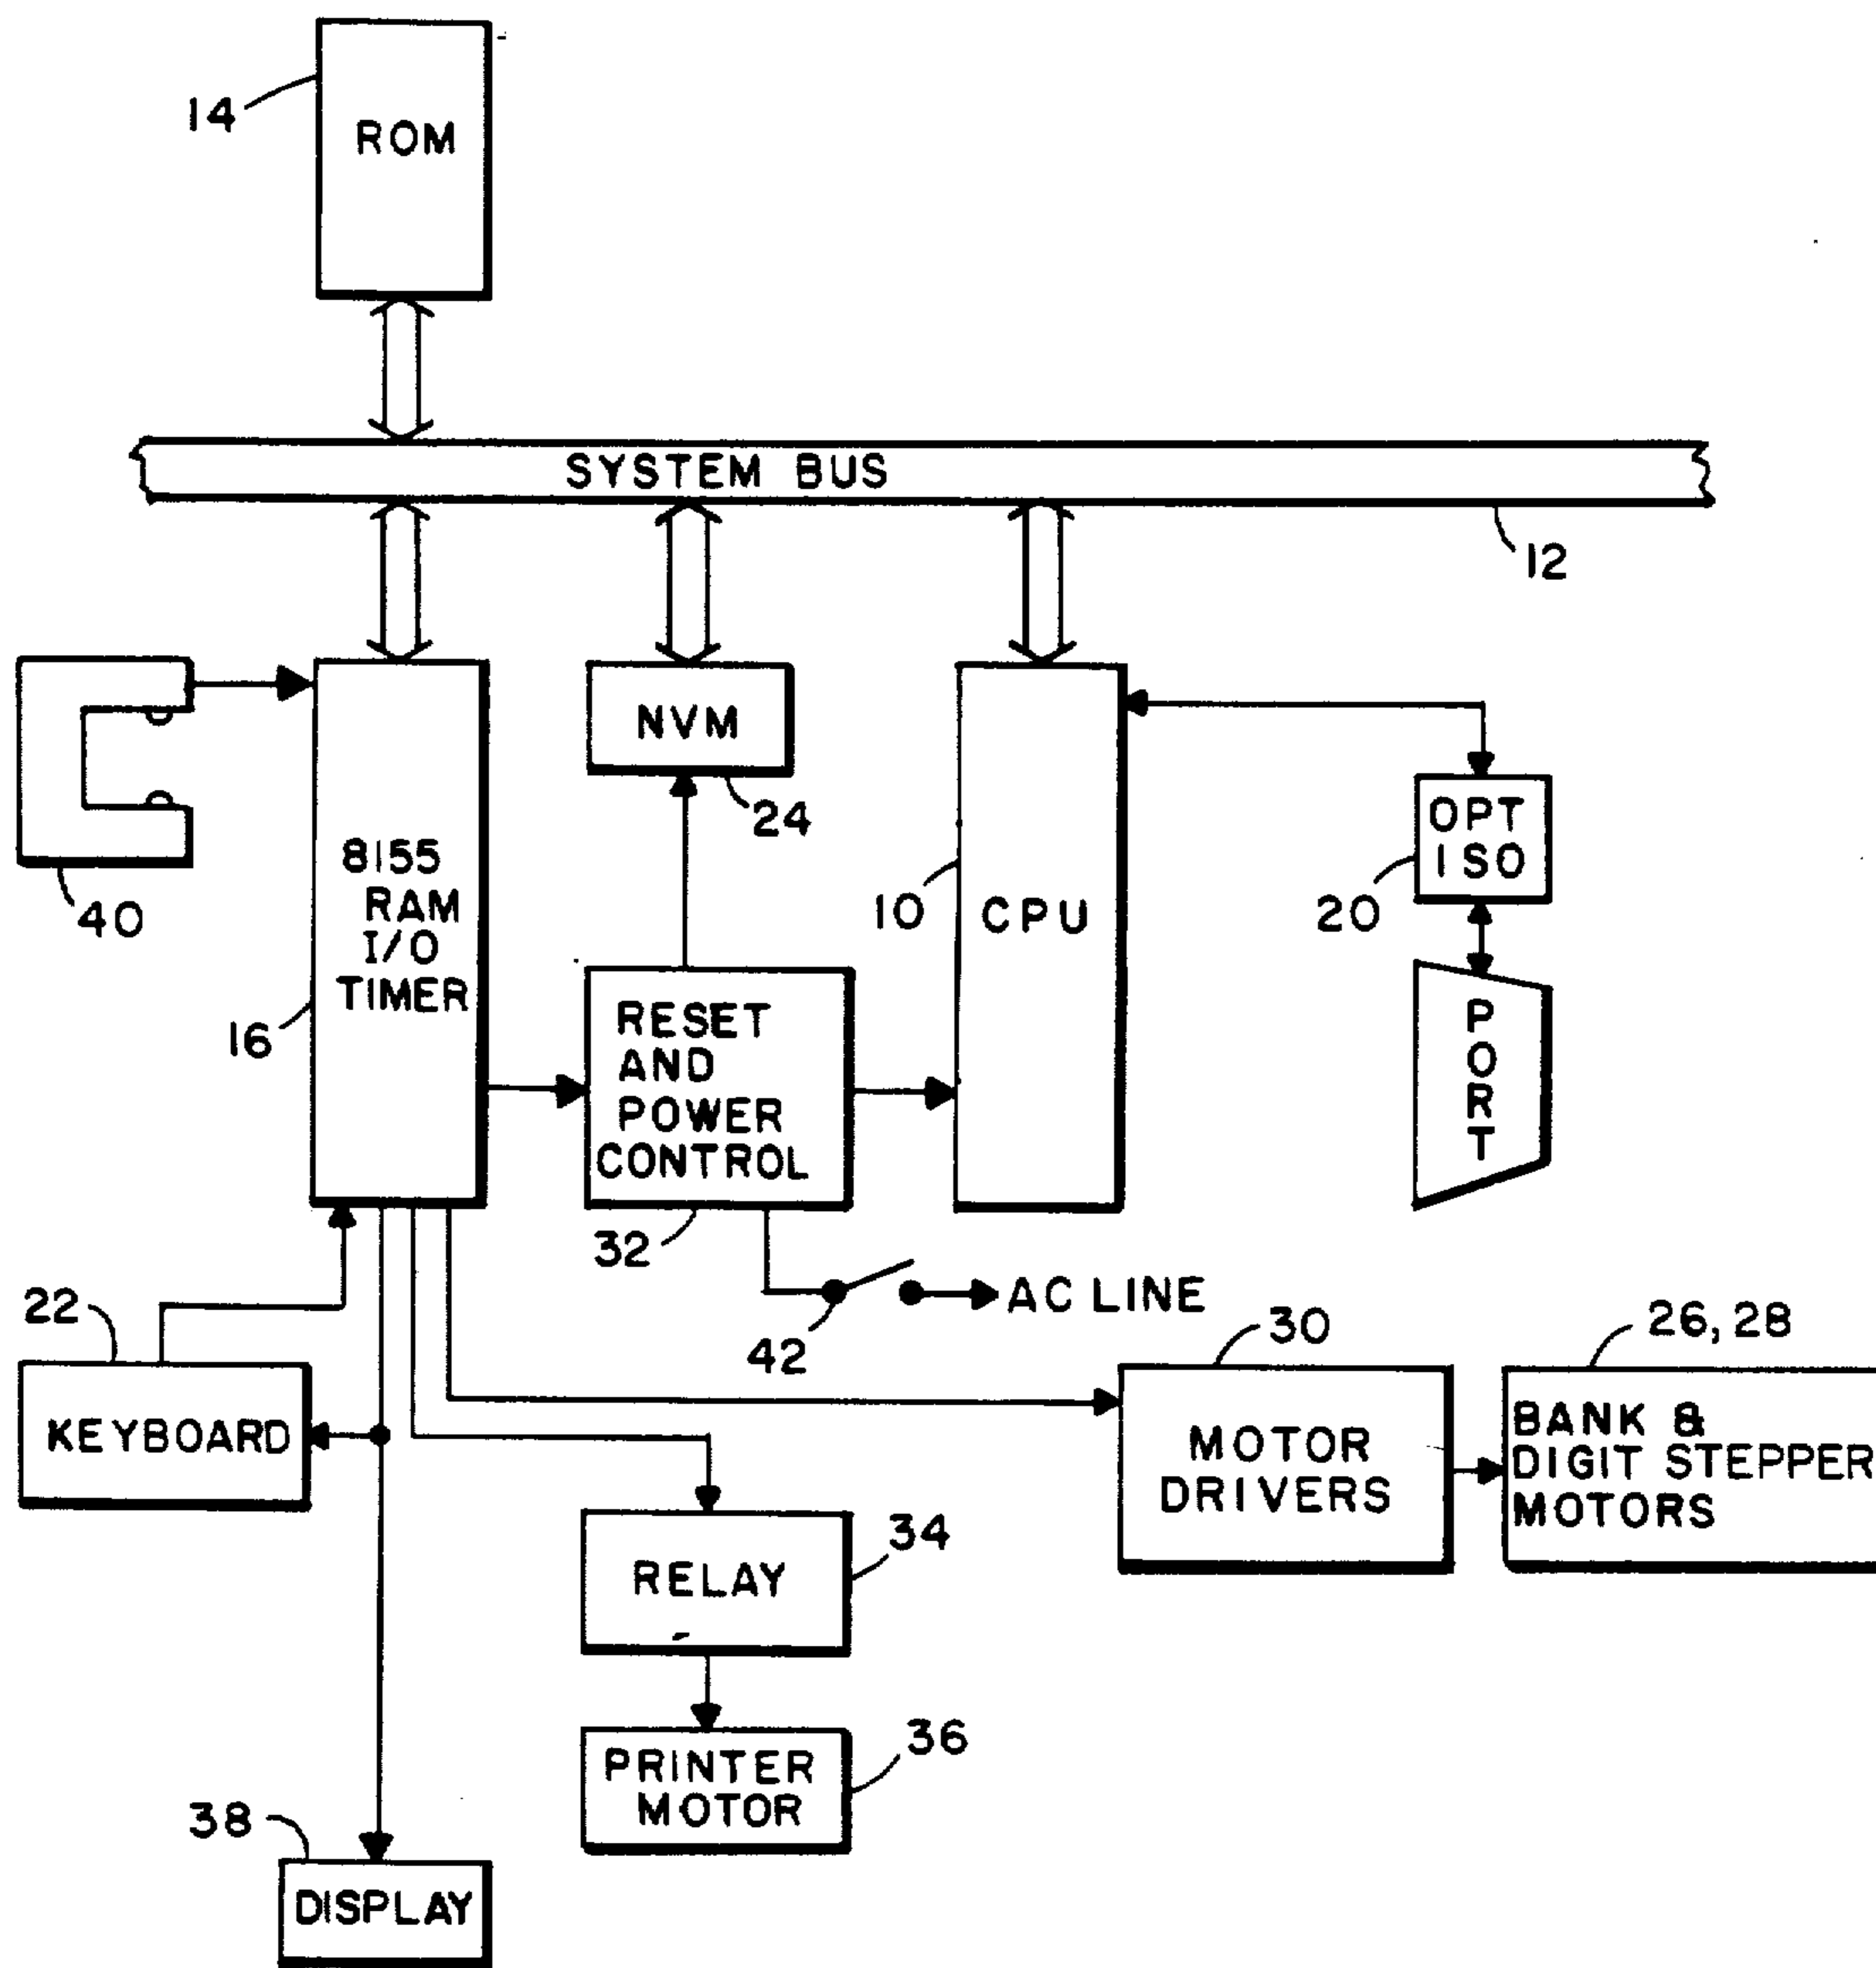 14
ROM
SYSTEM BUS
12
NVM
24
8155
RAM
I/O
TIMER
16
40
10
CPU
OPT
ISO
20
PORT
RESET
AND
POWER
CONTROL
32
AC LINE
42
22
KEYBOARD
30
MOTOR
DRIVERS
26, 28
BANK &
DIGIT STEPPER
MOTORS
RELAY
34
PRINTER
MOTOR
36
38
DISPLAY